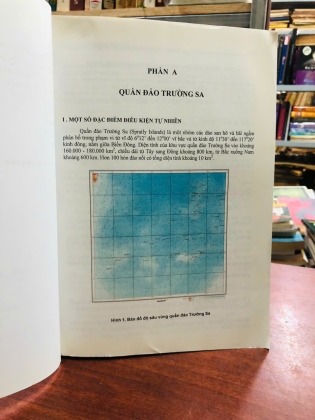 PHẦN A
QUẦN ĐẢO TRƯỜNG SA
I . MỘT SỐ ĐẶC ĐIỂM ĐIỀU KIỆN TỰ NHIÊN
Quần đảo Trường Sa (Spratly Islands) là một nhóm các đảo san hô và bãi ngầm
phân bố trong phạm vi từ vĩ độ 6°12' đến 12°00' vĩ bắc và từ kinh độ 111°30' đến 117°20'
kinh đông, nằm giữa Biển Đông. Diện tích của khu vực quần đảo Trường Sa vào khoảng
160.000 - 180.000 km², chiều dài từ Tây sang Đông khoảng 800 km, từ Bắc xuống Nam
khoảng 600 km. Hơn 100 hòn đảo nổi có tổng diện tích khoảng 10 km².
Hình 1. Bản đồ độ sâu vùng quần đảo Trường Sa